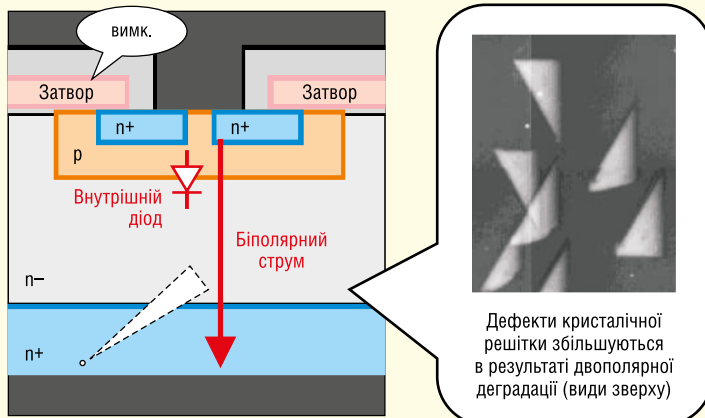 вимк.
Затвор
Затвор
n+
n+
p
Внутрішній
діод
Біполярний
струм
n–
n+
Дефекти кристалічної
решітки збільшуються
в результаті двополярної
деградації (види зверху)